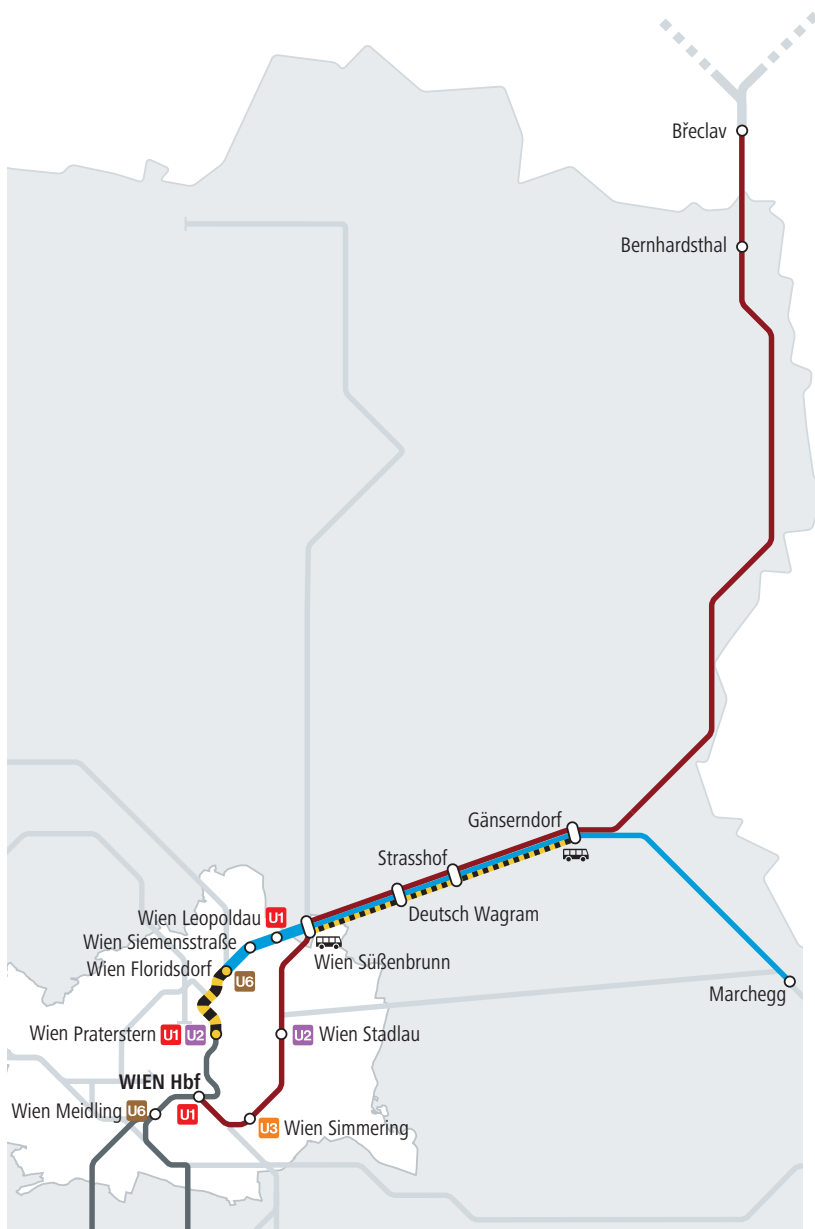 Břeclav
Bernhardsthal
Gänserndorf
Strasshof
Deutsch Wagram
Wien Leopoldau U1
Wien Siemensstraße
Wien Süßenbrunn
Wien Floridsdorf
U6
Marchegg
Wien Praterstern U1 U2
U2 Wien Stadlau
WIEN Hbf
U1
Wien Meidling U6
U3 Wien Simmering